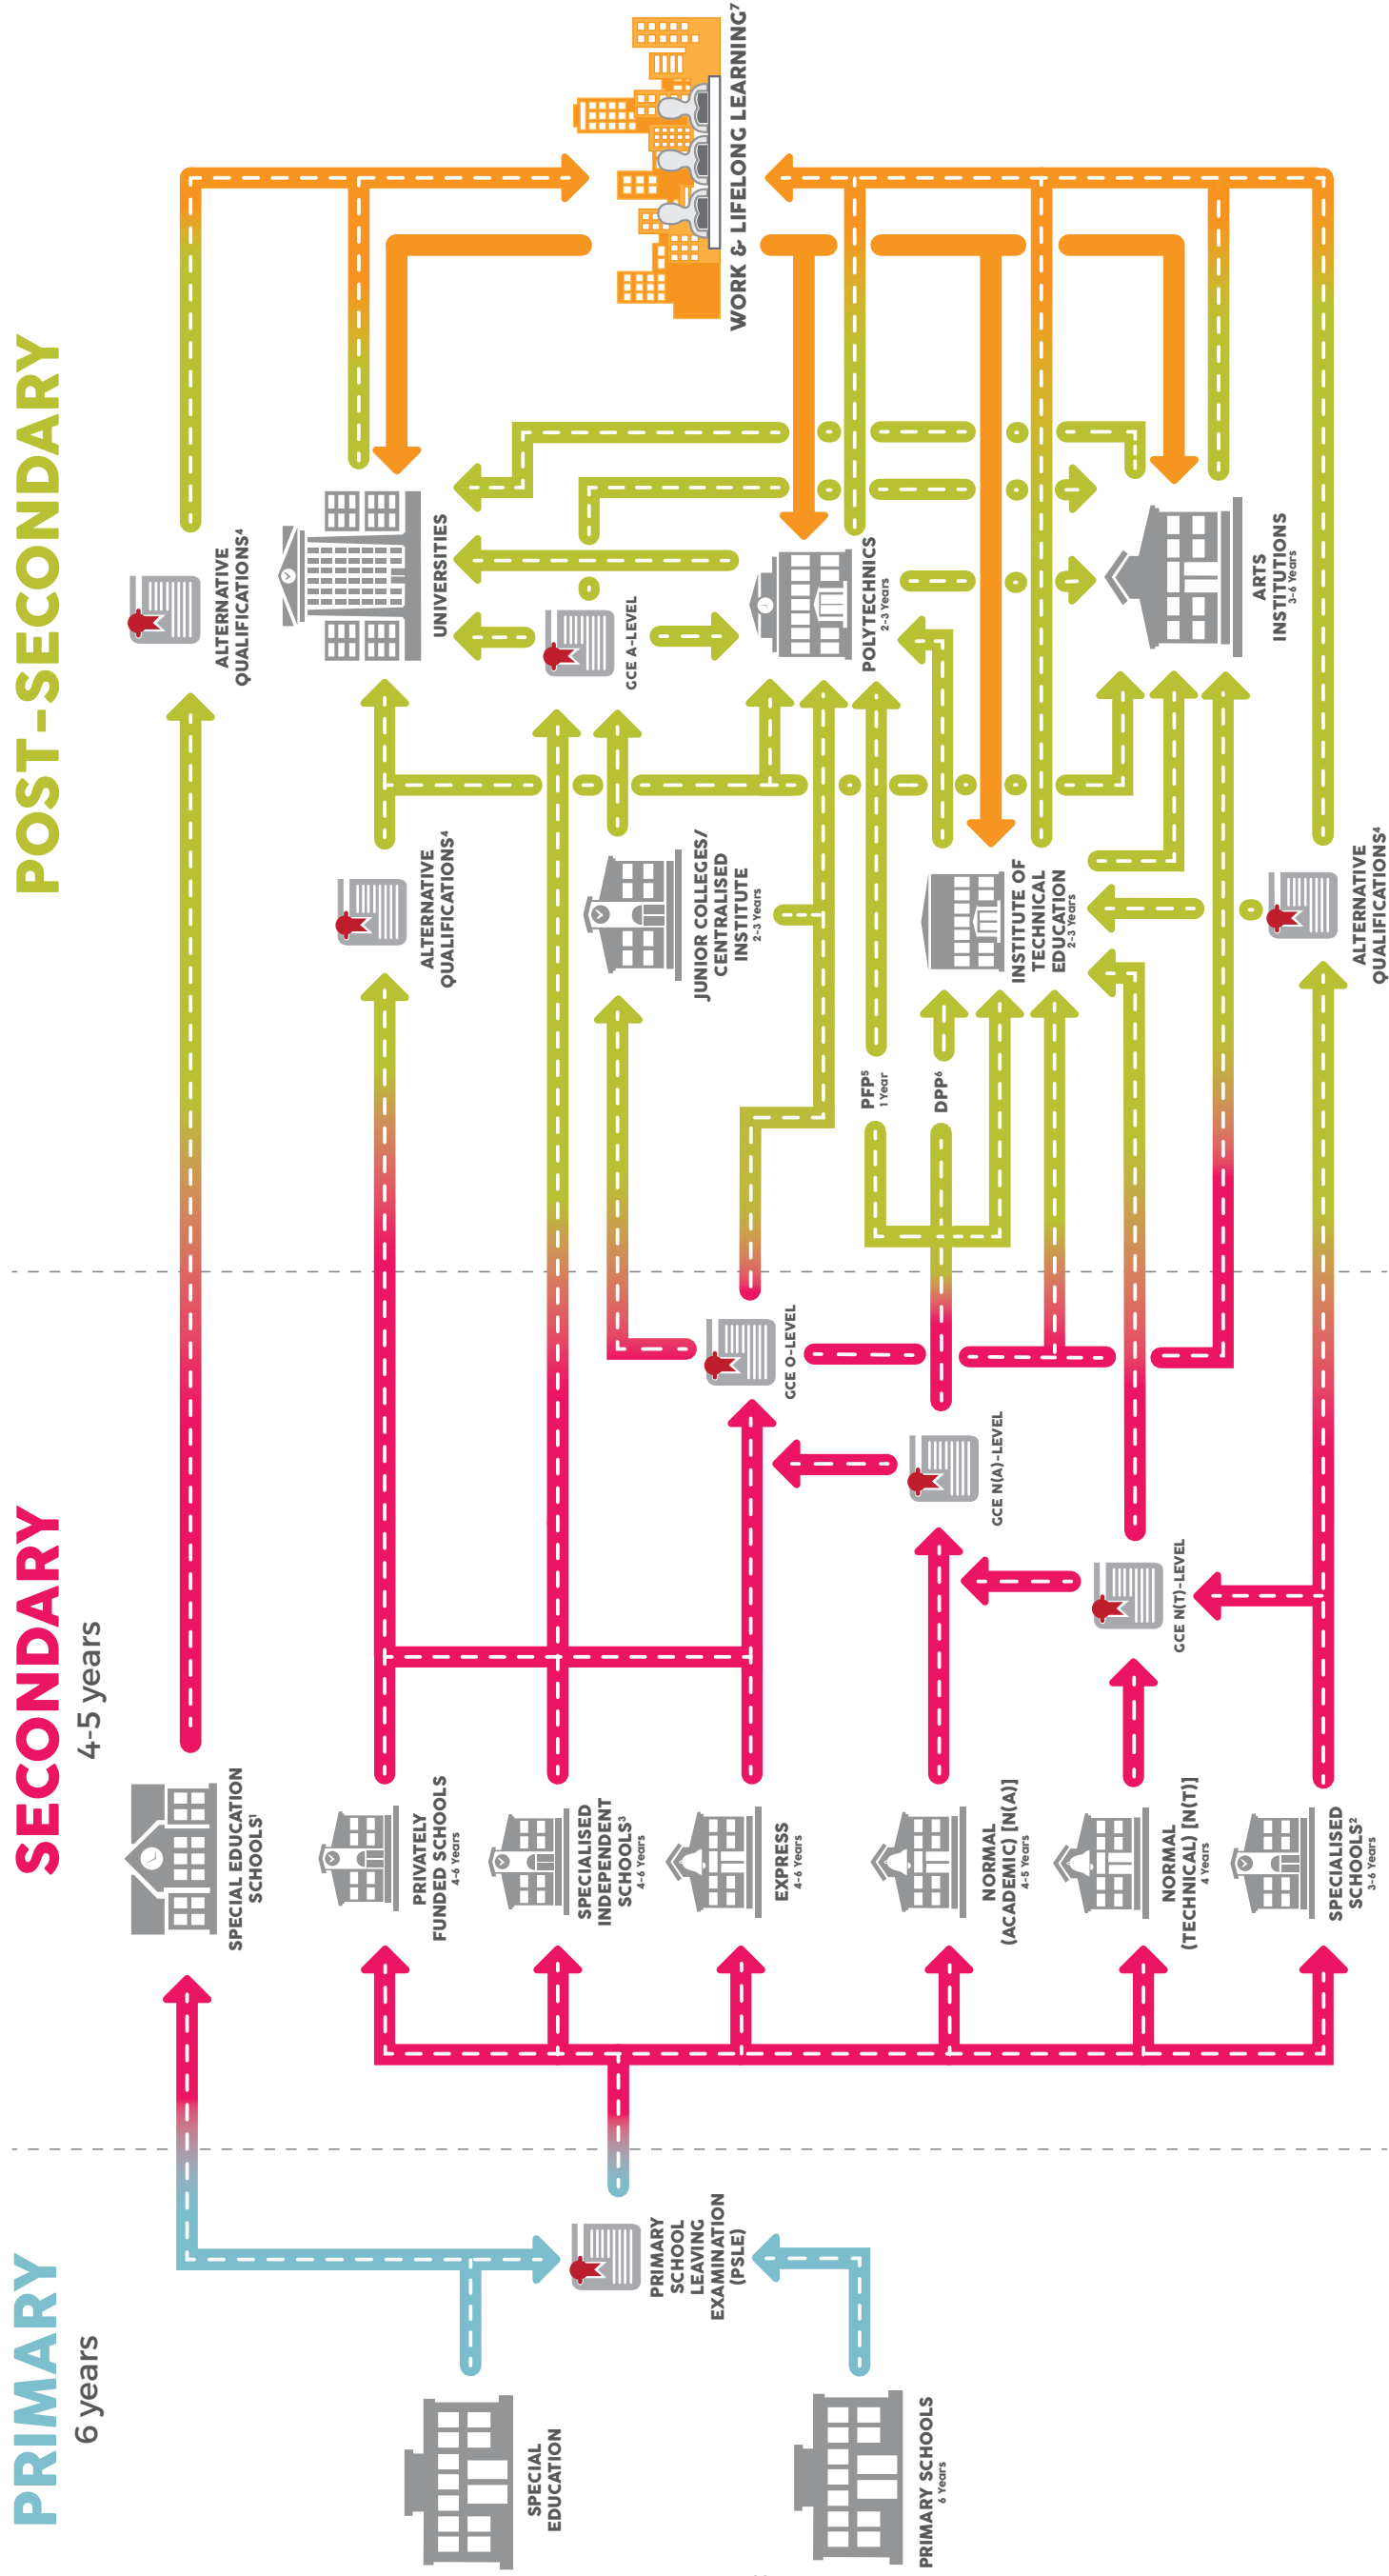 PRIMARY
6 years
SECONDARY
4-5 years
POST-SECONDARY
SPECIAL
EDUCATION
PRIMARY SCHOOLS
6 Years
PRIMARY
SCHOOL
LEAVING
EXAMINATION
(PSLE)
SPECIAL EDUCATION
SCHOOLS¹
PRIVATELY
FUNDED SCHOOLS
4-6 Years
SPECIALISED
INDEPENDENT
SCHOOLS³
4-6 Years
EXPRESS
4-6 Years
NORMAL
(ACADEMIC) [N(A)]
4-5 Years
NORMAL
(TECHNICAL) [N(T)]
4 Years
SPECIALISED
SCHOOLS²
3-6 Years
GCE O-LEVEL
GCE N(A)-LEVEL
GCE N(T)-LEVEL
ALTERNATIVE
QUALIFICATIONS⁴
JUNIOR COLLEGES/
CENTRALISED
INSTITUTE
2-3 Years
PFP⁵
1 Year
DPP⁶
INSTITUTE OF
TECHNICAL
EDUCATION
2-3 Years
ALTERNATIVE
QUALIFICATIONS⁴
ALTERNATIVE
QUALIFICATIONS⁴
UNIVERSITIES
GCE A-LEVEL
POLYTECHNICS
2-3 Years
ARTS
INSTITUTIONS
3-6 Years
WORK & LIFELONG LEARNING⁷